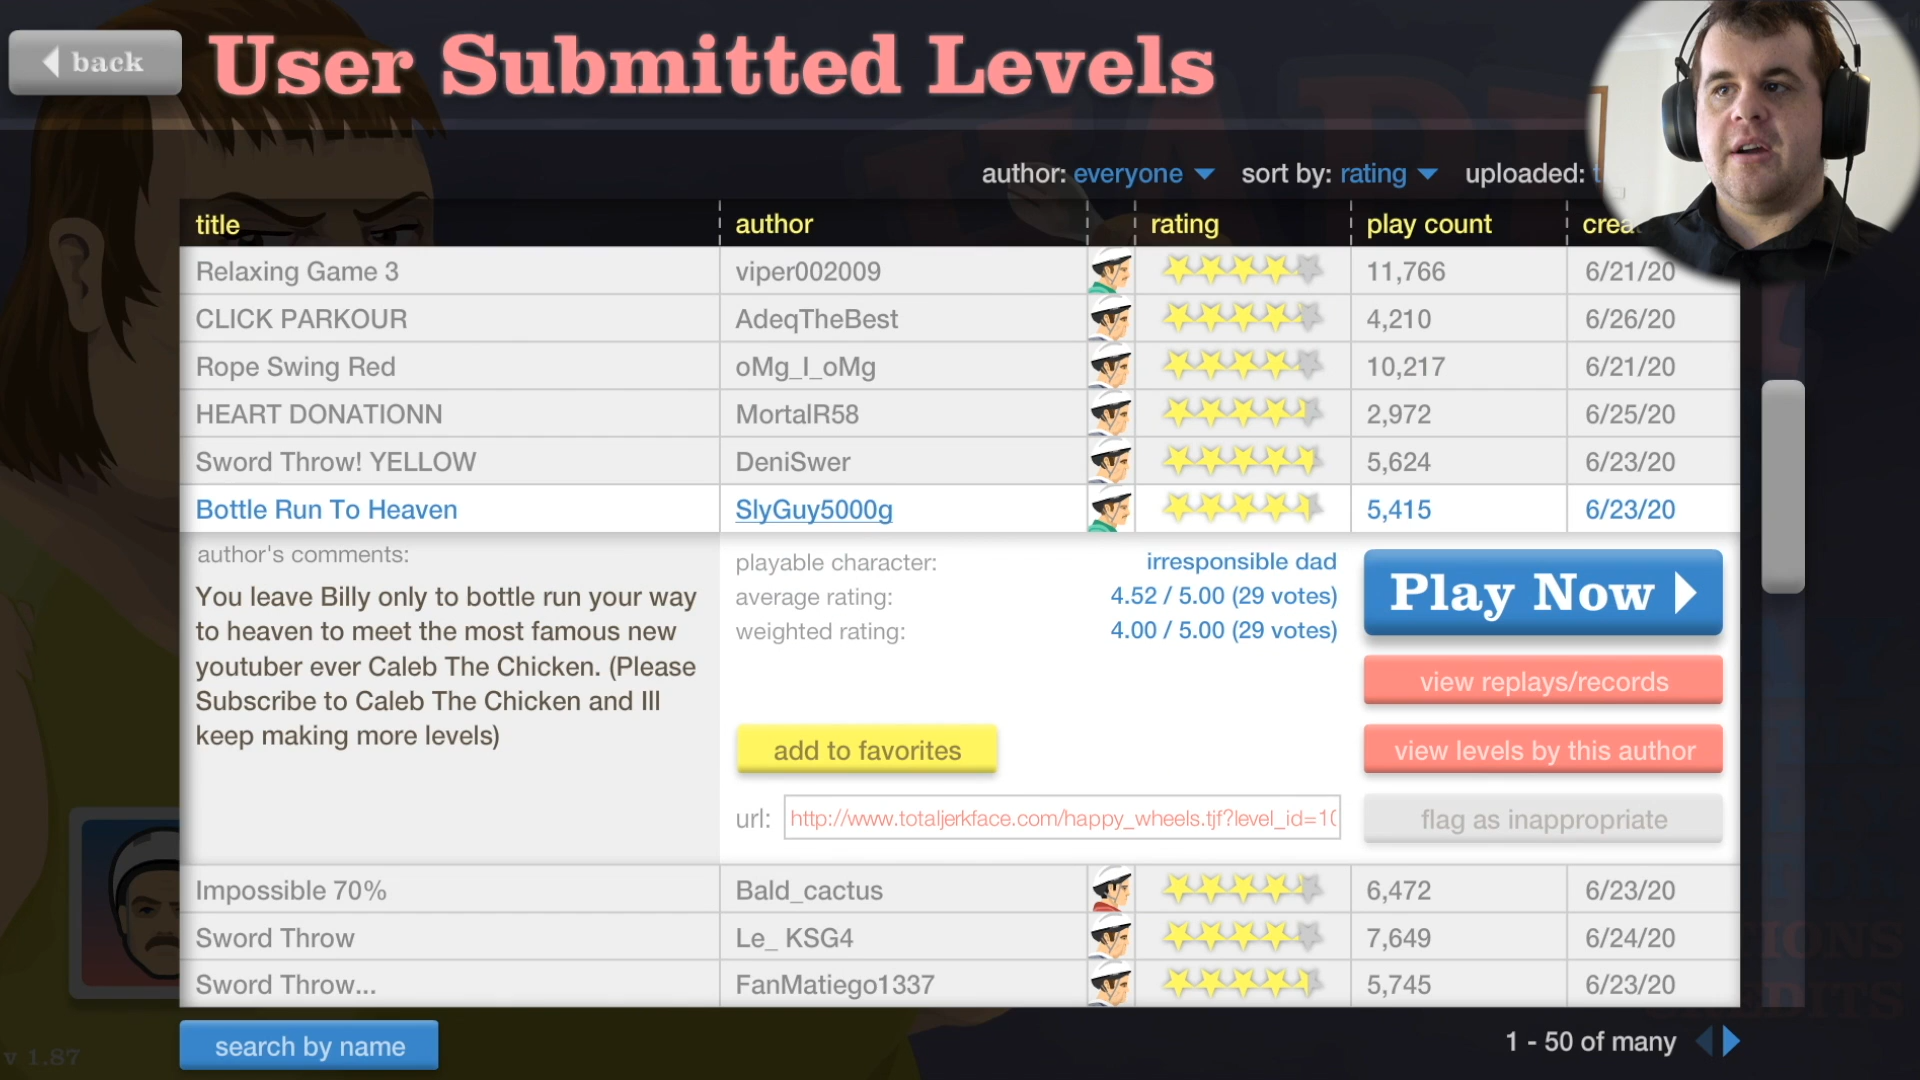 back
User Submitted Levels
author: everyone sort by: rating uploaded:
title author rating play count
Relaxing Game 3 viper002009 11,766 6/21/20
CLICK PARKOUR AdeqTheBest 4,210 6/26/20
Rope Swing Red oMg_I_oMg 10,217 6/21/20
HEART DONATIONN MortalR58 2,972 6/25/20
Sword Throw! YELLOW DeniSwer 5,624 6/23/20
Bottle Run To Heaven SlyGuy5000g 5,415 6/23/20
author's comments:
You leave Billy only to bottle run your way
to heaven to meet the most famous new
youtuber ever Caleb The Chicken. (Please
Subscribe to Caleb The Chicken and Ill
keep making more levels)
playable character: irresponsible dad
average rating: 4.52 / 5.00 (29 votes)
weighted rating: 4.00 / 5.00 (29 votes)
add to favorites
url: http://www.totaljerkface.com/happy_wheels.tjf?level_id=10
Play Now
view replays/records
view levels by this author
flag as inappropriate
Impossible 70% Bald_cactus 6,472 6/23/20
Sword Throw Le_ KSG4 7,649 6/24/20
Sword Throw... FanMatiego1337 5,745 6/23/20
search by name
1 - 50 of many
v 1.87